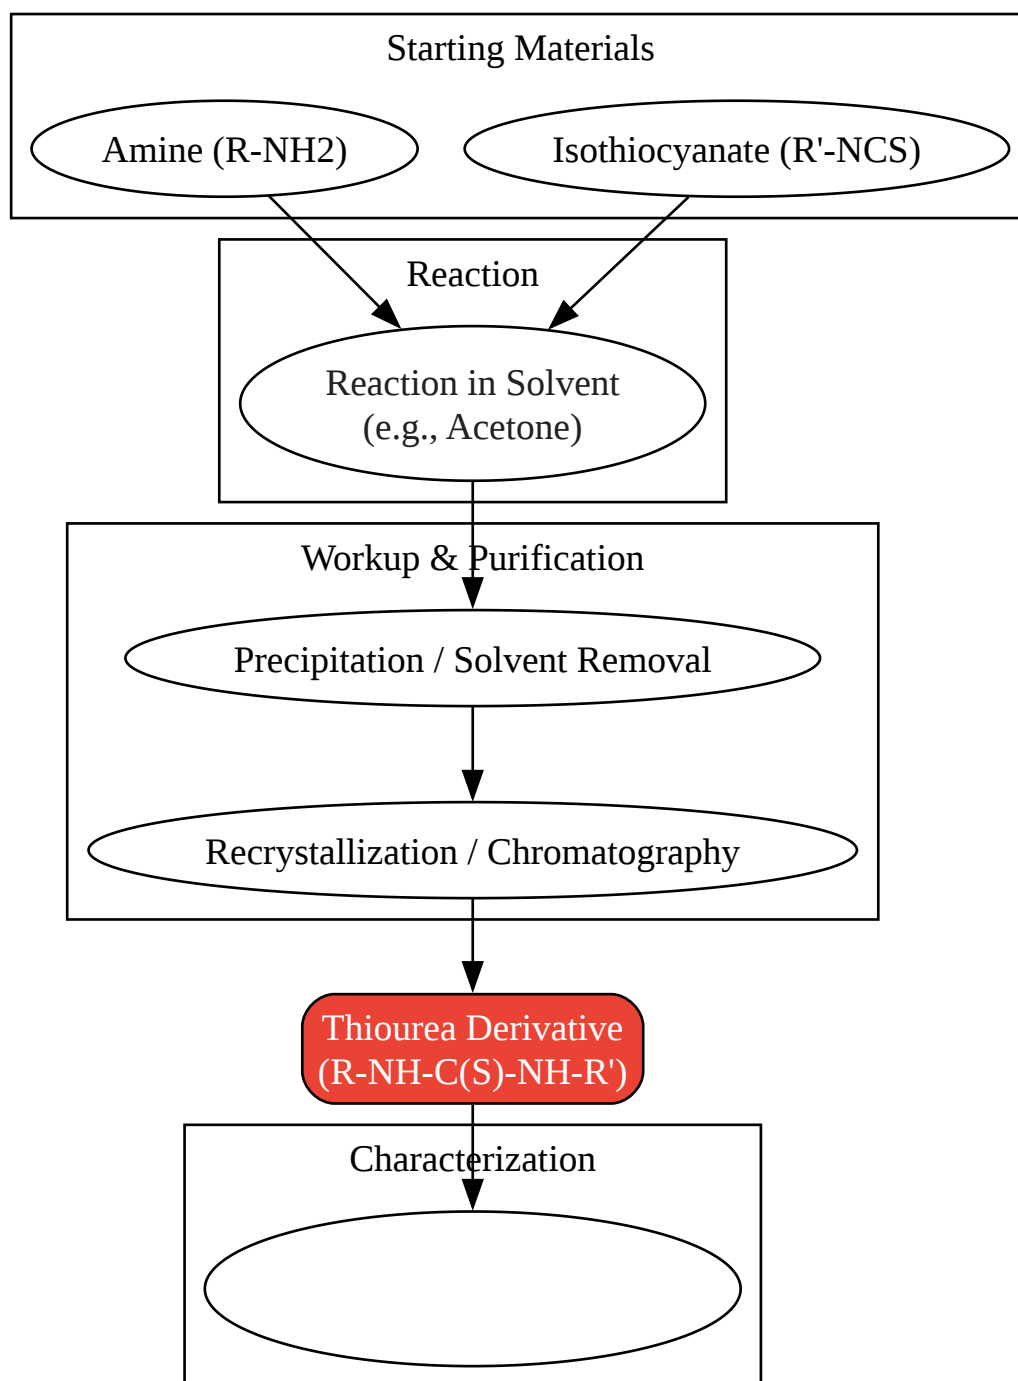 Starting Materials
Amine (R-NH2)
Isothiocyanate (R'-NCS)
Reaction
Reaction in Solvent
(e.g., Acetone)
Workup & Purification
Precipitation / Solvent Removal
Recrystallization / Chromatography
Thiourea Derivative
(R-NH-C(S)-NH-R')
Characterization